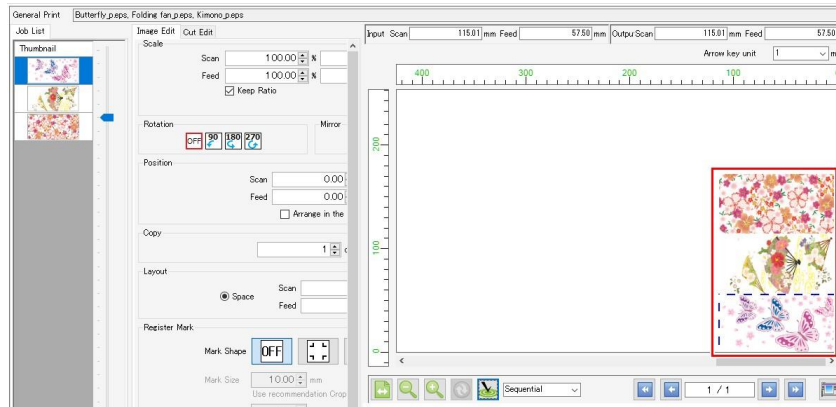 General Print Butterfly_p.eps, Folding fan_p.eps, Kimono_p.eps
Job List
Thumbnail
Image Edit Cut Edit
Scale
Scan 100.00 %
Feed 100.00 %
Keep Ratio
Rotation
OFF 90 180 270
Mirror
Position
Scan 0.00
Feed 0.00
Arrange in the
Copy
1
Layout
Space
Scan
Feed
Register Mark
Mark Shape OFF
Mark Size 10.00 mm
Use recommendation Crop
Input Scan 115.01 mm Feed 57.50 mm Outpu Scan 115.01 mm Feed 57.50
Arrow key unit 1 m
400 300 200 100 0
200
100
0
Sequential
1 / 1